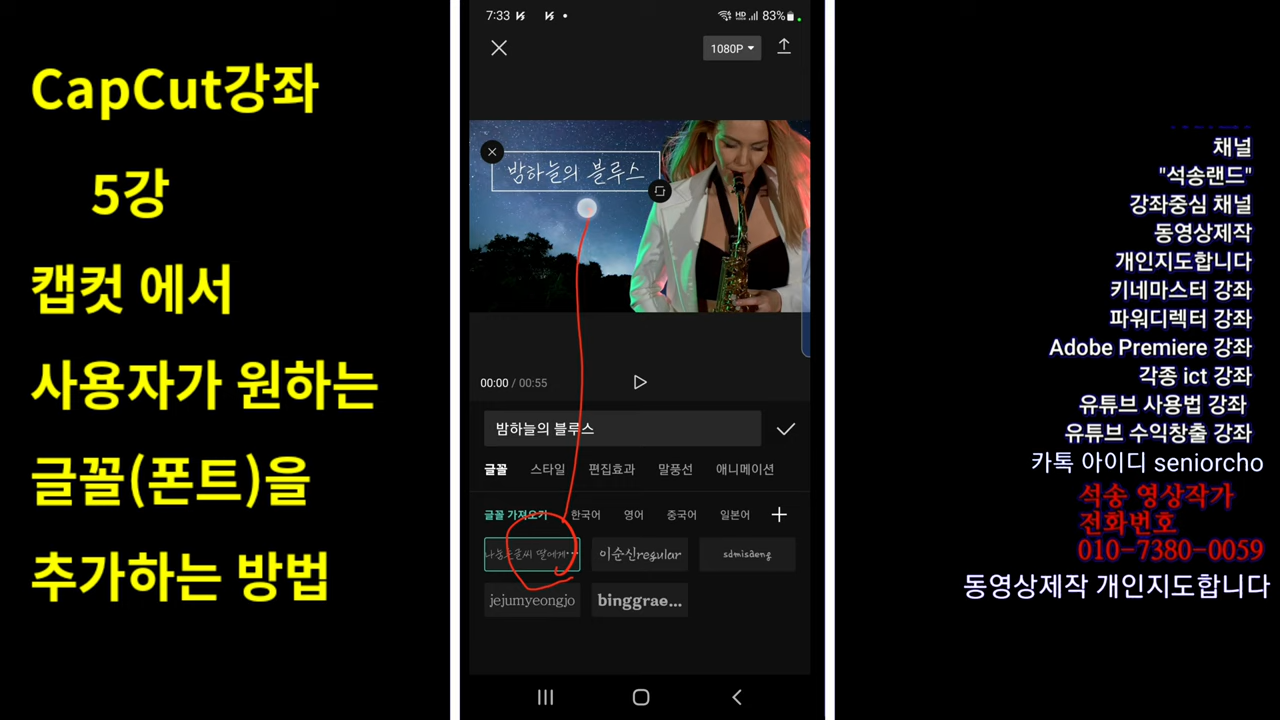 CapCut강좌
5강
캡컷 에서
사용자가 원하는
글꼴(폰트)을
추가하는 방법
7:33
83%
1080P
밤하늘의 블루스
00:00 / 00:55
밤하늘의 블루스
글꼴 스타일 편집효과 말풍선 애니메이션
글꼴 가져오기 한국어 영어 중국어 일본어 +
나눔손글씨 딸에게… 이순신regular sdmisaeng
jejumyeongjo binggrae...
채널
"석송랜드"
강좌중심 채널
동영상제작
개인지도합니다
키네마스터 강좌
파워디렉터 강좌
Adobe Premiere 강좌
각종 ict 강좌
유튜브 사용법 강좌
유튜브 수익창출 강좌
카톡 아이디 seniorcho
석송 영상작가
전화번호
010-7380-0059
동영상제작 개인지도합니다